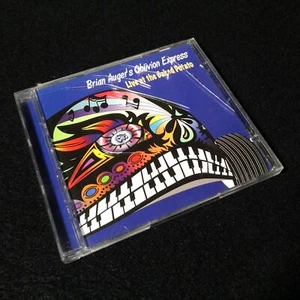 Brian Auger's Oblivion Express
Live at the Baked Potato